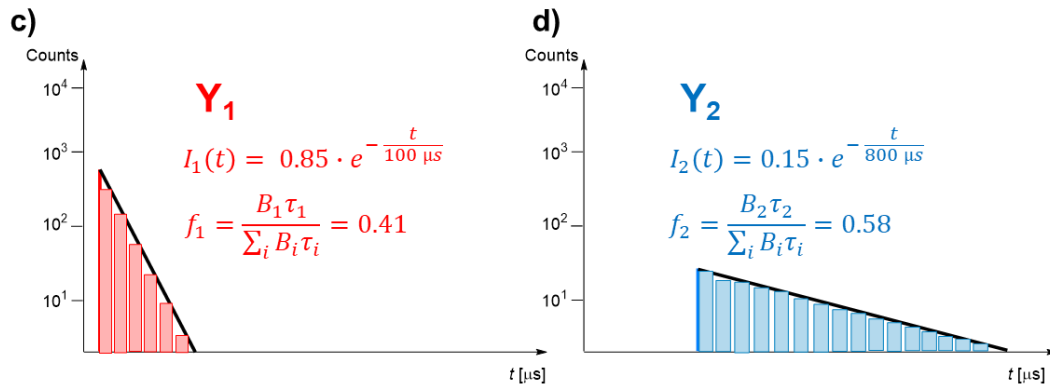 c)
Counts
10⁴
10³
10²
10¹
Y₁
I₁(t) = 0.85 · e^(− t / 100 μs)
f₁ = B₁τ₁ / ∑ᵢ Bᵢτᵢ = 0.41
t [μs]
d)
Counts
10⁴
10³
10²
10¹
Y₂
I₂(t) = 0.15 · e^(− t / 800 μs)
f₂ = B₂τ₂ / ∑ᵢ Bᵢτᵢ = 0.58
t [μs]